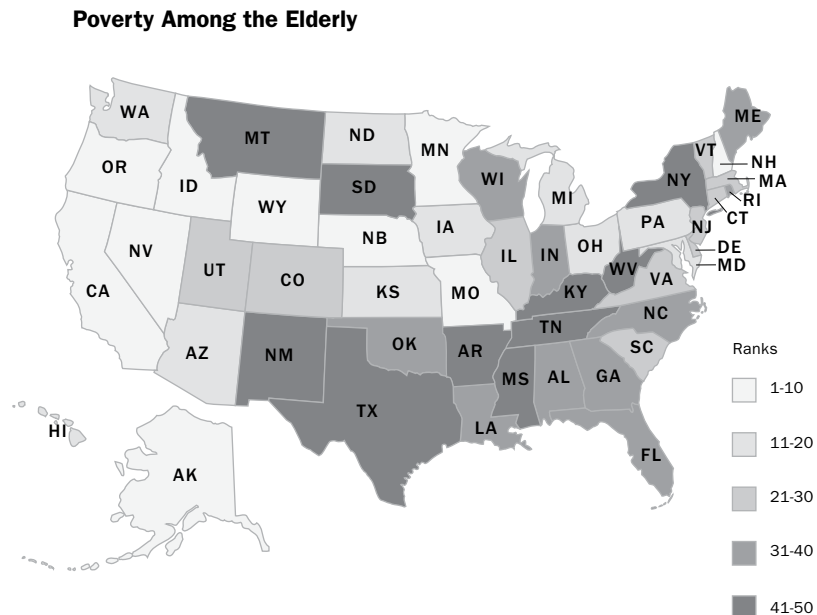 Poverty Among the Elderly
WA
MT
ND
MN
ME
VT
NH
MA
RI
CT
OR
ID
SD
WI
MI
NY
WY
IA
PA
NJ
NV
NB
IL
IN
OH
DE
MD
UT
CO
KS
MO
WV
VA
KY
CA
NC
TN
AZ
NM
OK
AR
SC
MS
AL
GA
TX
LA
FL
HI
AK
Ranks
1-10
11-20
21-30
31-40
41-50